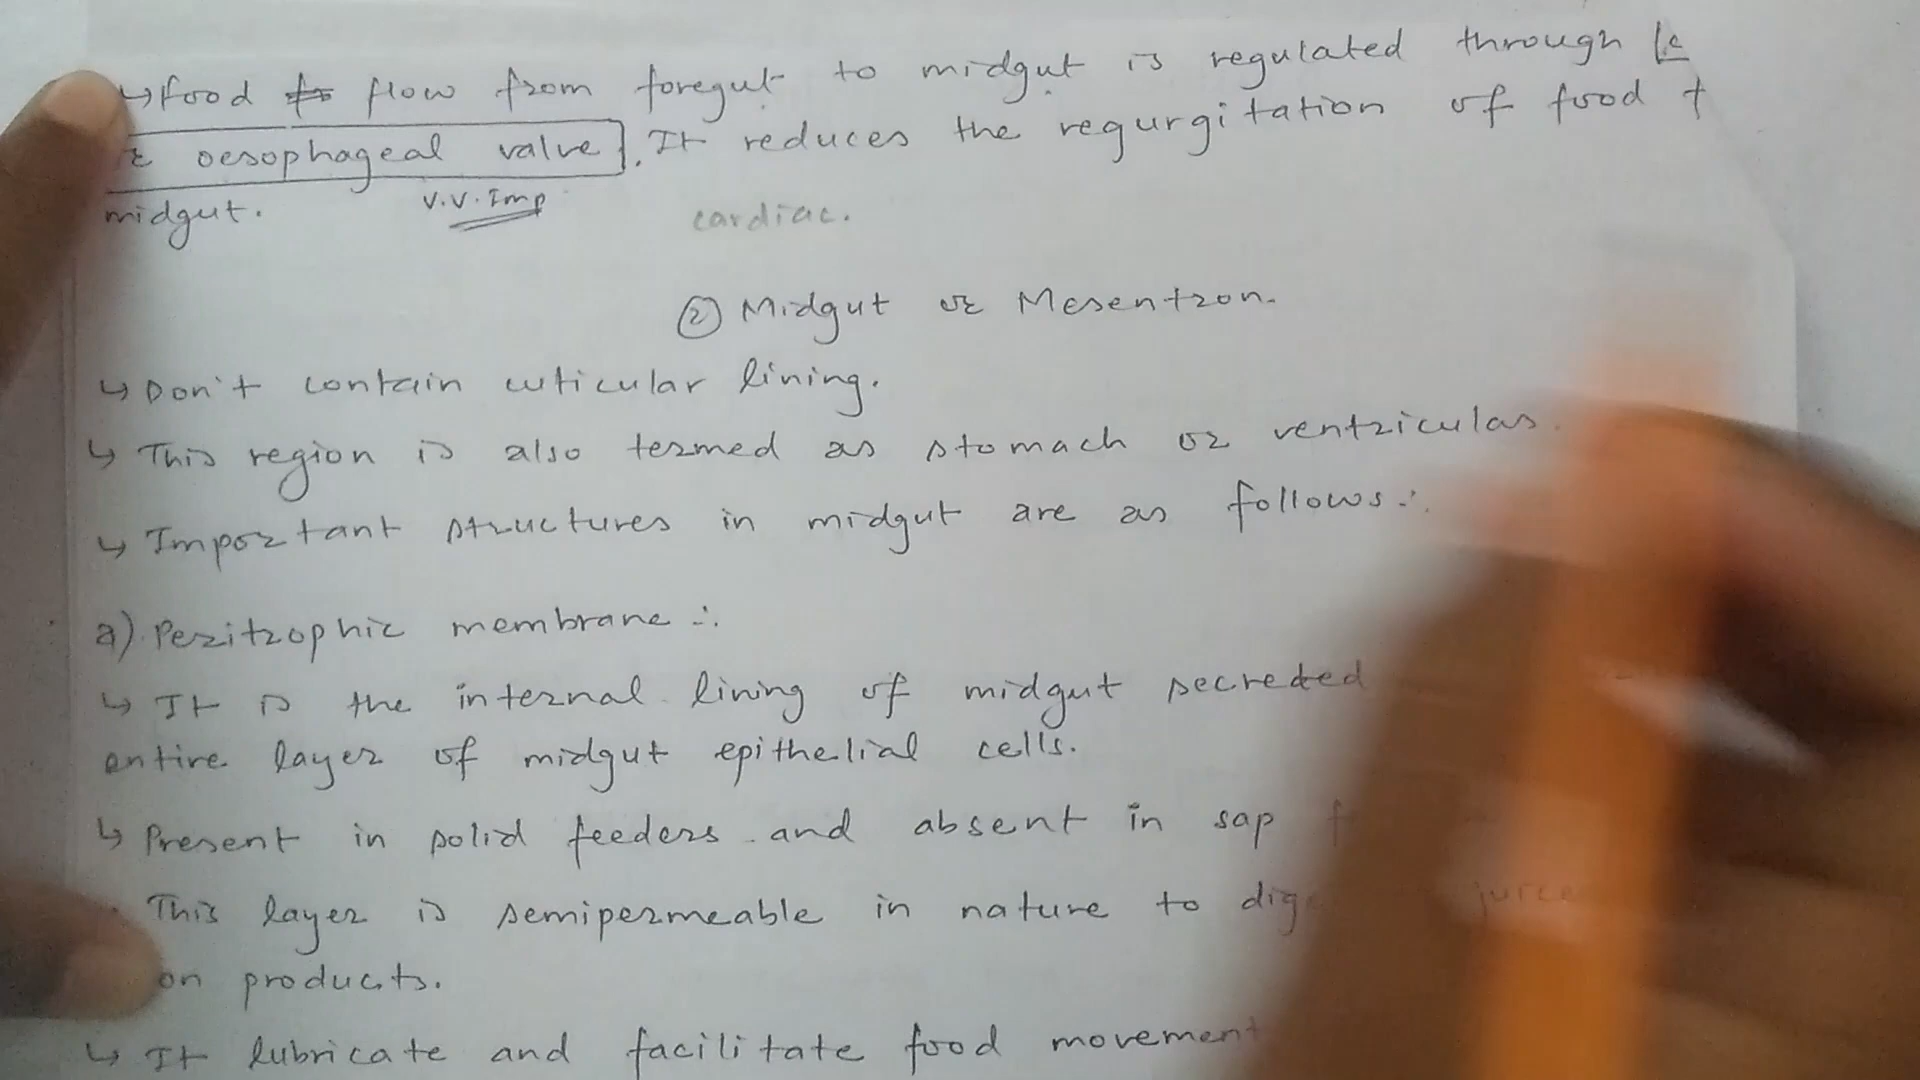 ↳ Food flow from foregut to midgut is regulated through
oesophageal valve. It reduces the regurgitation of food
midgut.
V.V. Imp
cardiac.
② Midgut or Mesentron.
↳ Don't contain cuticular lining.
↳ This region is also termed as stomach or ventriculas.
↳ Important structures in midgut are as follows :-
a) Peritrophic membrane :-
↳ It is the internal lining of midgut secreted
entire layer of midgut epithelial cells.
↳ Present in solid feeders and absent in sap
This layer is semipermeable in nature to juice
on products.
↳ It lubricate and facilitate food movement